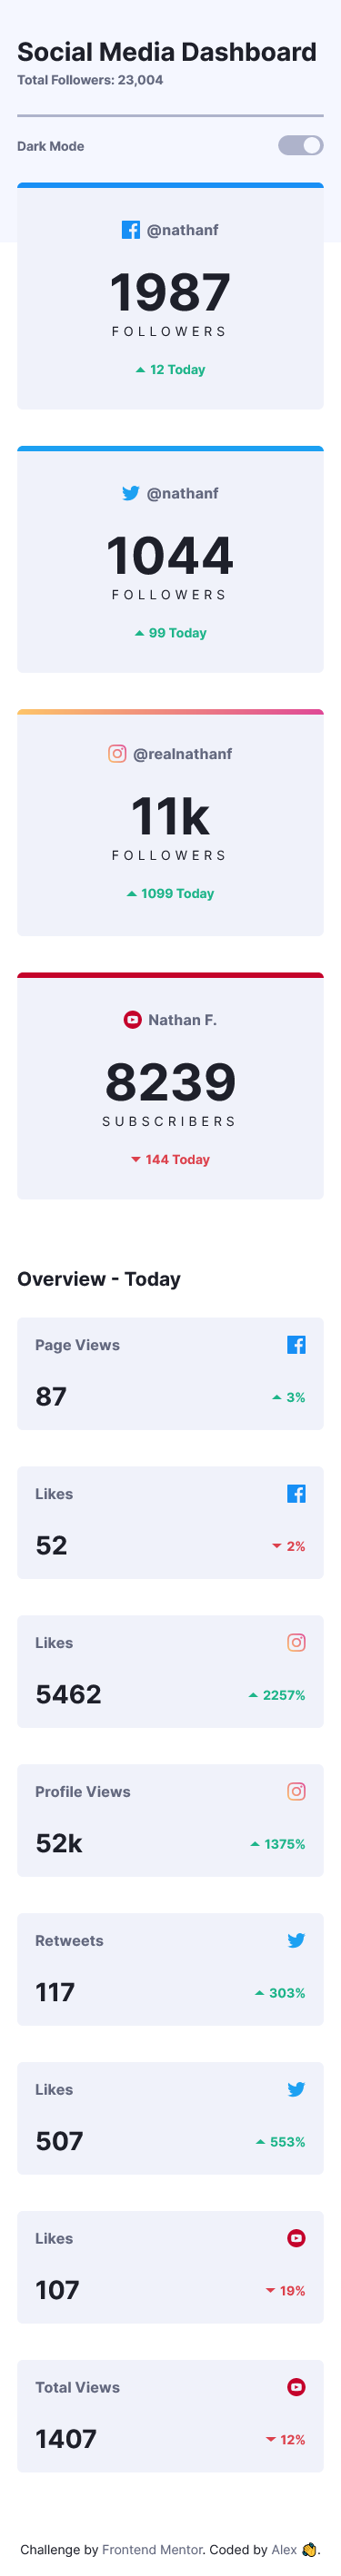 Social Media Dashboard
Total Followers: 23,004
Dark Mode
@nathanf
1987
FOLLOWERS
12 Today
@nathanf
1044
FOLLOWERS
99 Today
@realnathanf
11k
FOLLOWERS
1099 Today
Nathan F.
8239
SUBSCRIBERS
144 Today
Overview - Today
Page Views
87
3%
Likes
52
2%
Likes
5462
2257%
Profile Views
52k
1375%
Retweets
117
303%
Likes
507
553%
Likes
107
19%
Total Views
1407
12%
Challenge by Frontend Mentor. Coded by Alex 👏.